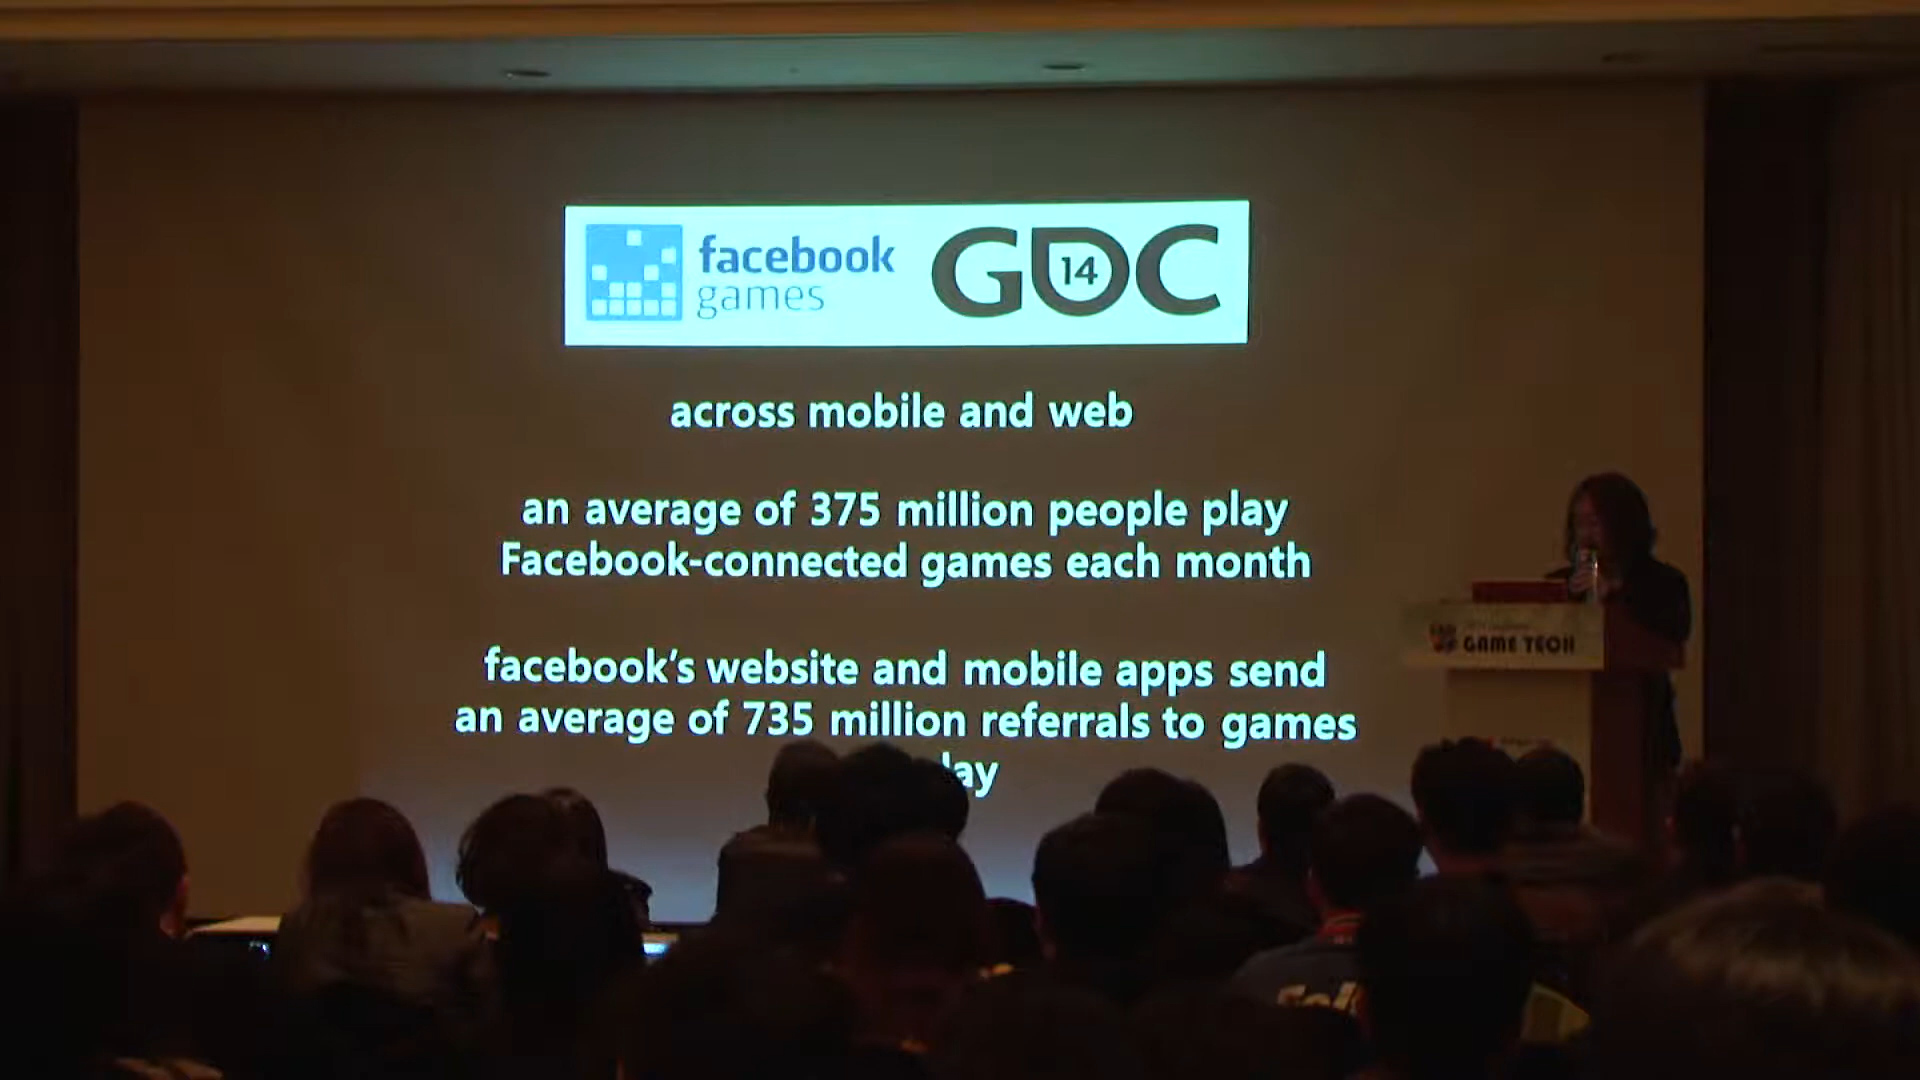 facebook
games
GDC
14
across mobile and web
an average of 375 million people play
Facebook-connected games each month
facebook's website and mobile apps send
an average of 735 million referrals to games
GAME TECH